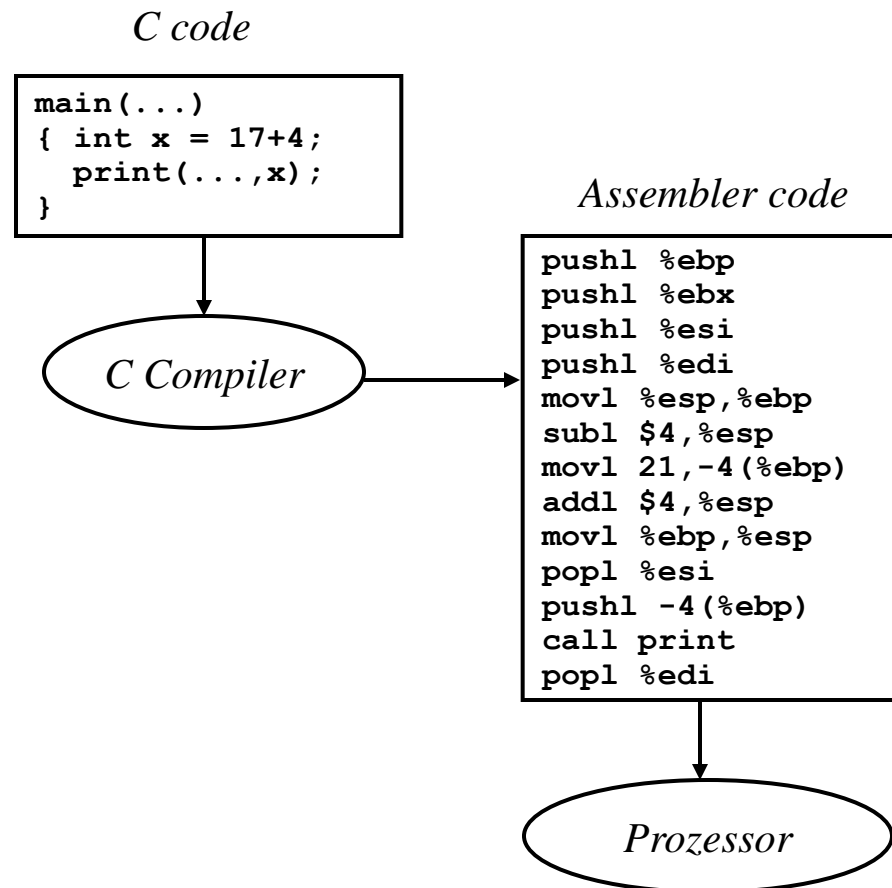 C code
main(...)
{ int x = 17+4;
  print(...,x);
}
C Compiler
Assembler code
pushl %ebp
pushl %ebx
pushl %esi
pushl %edi
movl %esp,%ebp
subl $4,%esp
movl 21,-4(%ebp)
addl $4,%esp
movl %ebp,%esp
popl %esi
pushl -4(%ebp)
call print
popl %edi
Prozessor